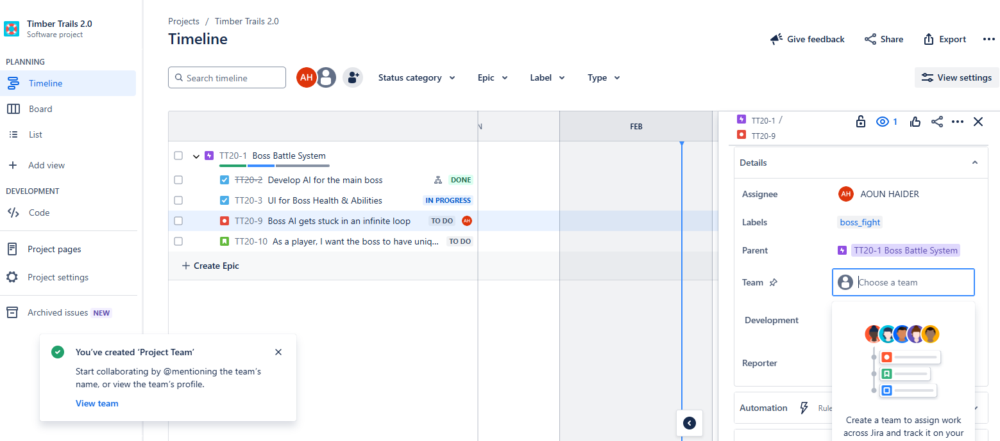 Timber Trails 2.0
Software project
PLANNING
Timeline
Board
List
Add view
DEVELOPMENT
Code
Project pages
Project settings
Archived issues NEW
Projects / Timber Trails 2.0
Timeline
Give feedback
Share
Export
Search timeline
AH
Status category
Epic
Label
Type
View settings
FEB
TT20-1 Boss Battle System
TT20-2 Develop AI for the main boss DONE
TT20-3 UI for Boss Health & Abilities IN PROGRESS
TT20-9 Boss AI gets stuck in an infinite loop TO DO AH
TT20-10 As a player, I want the boss to have uniq... TO DO
Create Epic
TT20-1 /
TT20-9
1
Details
Assignee AH AOUN HAIDER
Labels boss_fight
Parent TT20-1 Boss Battle System
Team Choose a team
Development
Reporter
Automation Rule
Create a team to assign work
across Jira and track it on your
You've created ‘Project Team’
Start collaborating by @mentioning the team's
name, or view the team's profile.
View team